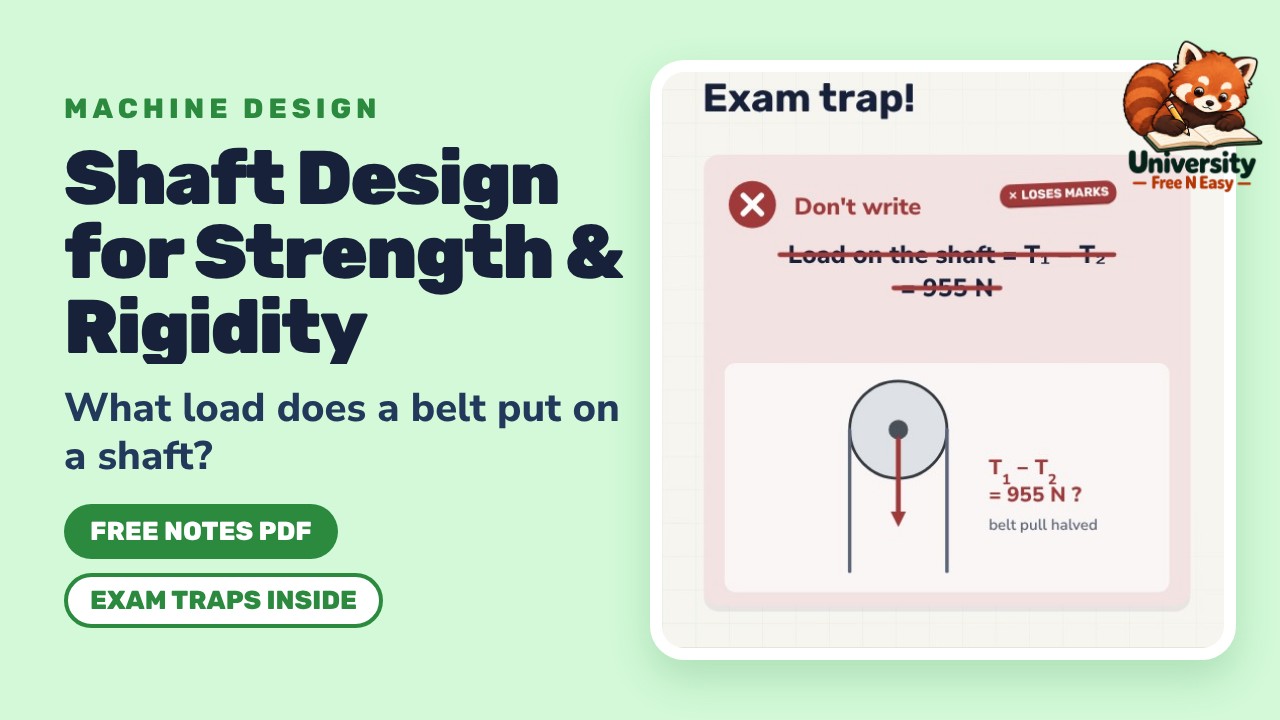 MACHINE DESIGN
Shaft Design
for Strength &
Rigidity
What load does a belt put on
a shaft?
FREE NOTES PDF
EXAM TRAPS INSIDE
Exam trap!
Don't write
× LOSES MARKS
Load on the shaft = T₁ − T₂
= 955 N
T₁ − T₂
= 955 N ?
belt pull halved
University
Free N Easy